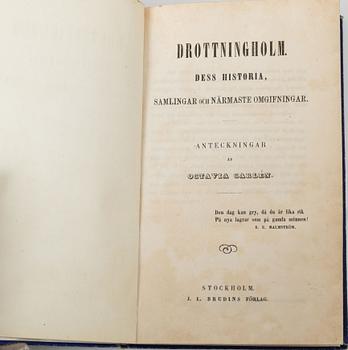 DROTTNINGHOLM.
DESS HISTORIA,
SAMLINGAR OCH NÄRMASTE OMGIFNINGAR.
ANTECKNINGAR
AF
OCTAVIA CARLÉN.
Den dag kan gry, då du är lika rik
På nya lagrar som på gamla minnen!
B. E. MALMSTRÖM.
STOCKHOLM.
J. L. BRUDINS FÖRLAG.